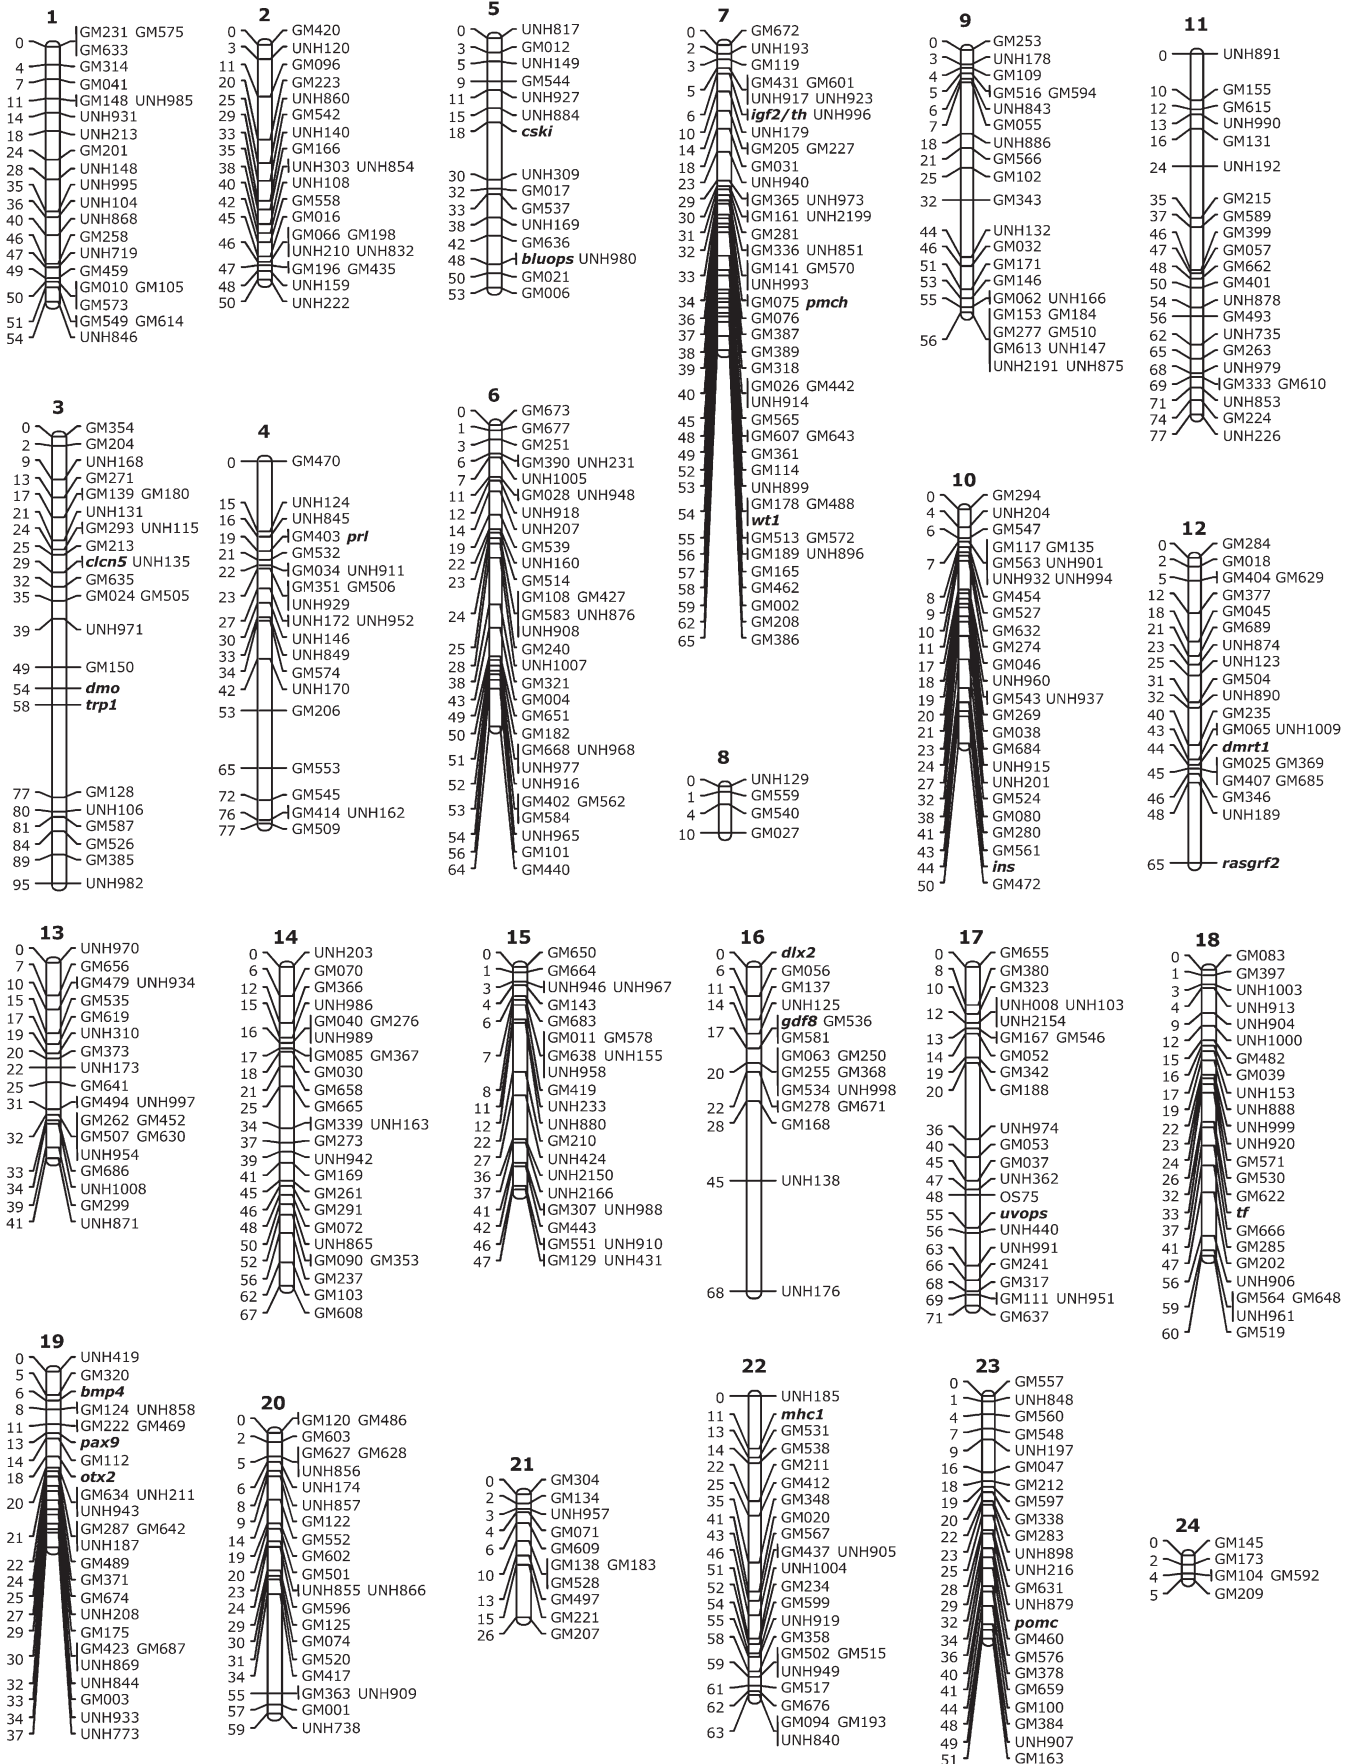 1
0 GM231 GM575
GM633
4 GM314
7 GM041
11 GM148 UNH985
14 UNH931
18 UNH213
24 GM201
28 UNH148
35 UNH995
36 UNH104
40 UNH868
46 GM258
47 UNH719
49 GM459
50 GM010 GM105
GM573
51 GM549 GM614
54 UNH846
2
0 GM420
3 UNH120
11 GM096
20 GM223
25 UNH860
29 GM542
33 UNH140
35 GM166
38 UNH303 UNH854
40 UNH108
42 GM558
45 GM016
46 GM066 GM198
UNH210 UNH832
47 GM196 GM435
48 UNH159
50 UNH222
5
0 UNH817
3 GM012
5 UNH149
9 GM544
11 UNH927
15 UNH884
18 cski
30 UNH309
32 GM017
33 GM537
38 UNH169
42 GM636
48 bluops UNH980
50 GM021
53 GM006
7
0 GM672
2 UNH193
3 GM119
5 GM431 GM601
UNH917 UNH923
6 igf2/th UNH996
10 UNH179
14 GM205 GM227
18 GM031
23 UNH940
29 GM365 UNH973
30 GM161 UNH2199
31 GM281
32 GM336 UNH851
33 GM141 GM570
UNH993
34 GM075 pmch
36 GM076
37 GM387
38 GM389
39 GM318
40 GM026 GM442
UNH914
45 GM565
48 GM607 GM643
49 GM361
52 GM114
53 UNH899
54 GM178 GM488
wt1
55 GM513 GM572
56 GM189 UNH896
57 GM165
58 GM462
59 GM002
62 GM208
65 GM386
9
0 GM253
3 UNH178
4 GM109
5 GM516 GM594
6 UNH843
7 GM055
18 UNH886
21 GM566
25 GM102
32 GM343
44 UNH132
46 GM032
51 GM171
53 GM146
55 GM062 UNH166
56 GM153 GM184
GM277 GM510
GM613 UNH147
UNH2191 UNH875
11
0 UNH891
10 GM155
12 GM615
13 UNH990
16 GM131
24 UNH192
35 GM215
37 GM589
46 GM399
47 GM057
48 GM662
50 GM401
54 UNH878
56 GM493
62 UNH735
65 GM263
68 UNH979
69 GM333 GM610
71 UNH853
74 GM224
77 UNH226
3
0 GM354
2 GM204
9 UNH168
13 GM271
17 GM139 GM180
21 UNH131
24 GM293 UNH115
25 GM213
29 clcn5 UNH135
32 GM635
35 GM024 GM505
39 UNH971
49 GM150
54 dmo
58 trp1
77 GM128
80 UNH106
81 GM587
84 GM526
89 GM385
95 UNH982
4
0 GM470
15 UNH124
16 UNH845
19 GM403 prl
21 GM532
22 GM034 UNH911
23 GM351 GM506
UNH929
27 UNH172 UNH952
30 UNH146
33 UNH849
34 GM574
42 UNH170
53 GM206
65 GM553
72 GM545
76 GM414 UNH162
77 GM509
6
0 GM673
1 GM677
3 GM251
6 GM390 UNH231
7 UNH1005
11 GM028 UNH948
12 UNH918
14 UNH207
19 GM539
22 UNH160
23 GM514
24 GM108 GM427
GM583 UNH876
UNH908
25 GM240
28 UNH1007
38 GM321
43 GM004
49 GM651
50 GM182
51 GM668 UNH968
UNH977
52 UNH916
53 GM402 GM562
GM584
54 UNH965
56 GM101
64 GM440
8
0 UNH129
1 GM559
4 GM540
10 GM027
10
0 GM294
4 UNH204
6 GM547
7 GM117 GM135
GM563 UNH901
UNH932 UNH994
8 GM454
9 GM527
10 GM632
11 GM274
17 GM046
18 UNH960
19 GM543 UNH937
20 GM269
21 GM038
23 GM684
24 UNH915
27 UNH201
32 GM524
38 GM080
41 GM280
43 GM561
44 ins
50 GM472
12
0 GM284
2 GM018
5 GM404 GM629
12 GM377
18 GM045
21 GM689
23 UNH874
25 UNH123
31 GM504
32 UNH890
40 GM235
43 GM065 UNH1009
44 dmrt1
45 GM025 GM369
GM407 GM685
46 GM346
48 UNH189
65 rasgrf2
13
0 UNH970
7 GM656
10 GM479 UNH934
15 GM535
17 GM619
19 UNH310
20 GM373
22 UNH173
25 GM641
31 GM494 UNH997
32 GM262 GM452
GM507 GM630
UNH954
33 GM686
34 UNH1008
39 GM299
41 UNH871
14
0 UNH203
6 GM070
12 GM366
15 UNH986
16 GM040 GM276
UNH989
17 GM085 GM367
18 GM030
21 GM658
25 GM665
34 GM339 UNH163
37 GM273
39 UNH942
41 GM169
45 GM261
46 GM291
48 GM072
50 UNH865
52 GM090 GM353
56 GM237
62 GM103
67 GM608
15
0 GM650
1 GM664
3 UNH946 UNH967
4 GM143
6 GM683
7 GM011 GM578
GM638 UNH155
UNH958
8 GM419
11 UNH233
12 UNH880
22 GM210
27 UNH424
36 UNH2150
37 UNH2166
41 GM307 UNH988
42 GM443
46 GM551 UNH910
47 GM129 UNH431
16
0 dlx2
6 GM056
11 GM137
14 UNH125
17 gdf8 GM536
GM581
20 GM063 GM250
GM255 GM368
GM534 UNH998
22 GM278 GM671
28 GM168
45 UNH138
68 UNH176
17
0 GM655
8 GM380
10 GM323
12 UNH008 UNH103
UNH2154
13 GM167 GM546
14 GM052
19 GM342
20 GM188
36 UNH974
40 GM053
45 GM037
47 UNH362
48 OS75
55 uvops
56 UNH440
63 UNH991
66 GM241
68 GM317
69 GM111 UNH951
71 GM637
18
0 GM083
1 GM397
3 UNH1003
4 UNH913
9 UNH904
12 UNH1000
15 GM482
16 GM039
17 UNH153
19 UNH888
22 UNH999
23 UNH920
24 GM571
26 GM530
32 GM622
33 tf
37 GM666
41 GM285
47 GM202
56 UNH906
59 GM564 GM648
UNH961
60 GM519
19
0 UNH419
5 GM320
6 bmp4
8 GM124 UNH858
11 GM222 GM469
13 pax9
14 GM112
18 otx2
20 GM634 UNH211
UNH943
21 GM287 GM642
UNH187
22 GM489
24 GM371
25 GM674
27 UNH208
29 GM175
30 GM423 GM687
UNH869
32 UNH844
33 GM003
34 UNH933
37 UNH773
20
0 GM120 GM486
2 GM603
5 GM627 GM628
UNH856
6 UNH174
8 UNH857
9 GM122
14 GM552
19 GM602
20 GM501
23 UNH855 UNH866
24 GM596
29 GM125
30 GM074
31 GM520
34 GM417
55 GM363 UNH909
57 GM001
59 UNH738
21
0 GM304
2 GM134
3 UNH957
4 GM071
6 GM609
10 GM138 GM183
GM528
13 GM497
15 GM221
26 GM207
22
0 UNH185
11 mhc1
13 GM531
14 GM538
22 GM211
25 GM412
35 GM348
41 GM020
43 GM567
46 GM437 UNH905
51 UNH1004
52 GM234
54 GM599
55 UNH919
58 GM358
59 GM502 GM515
UNH949
61 GM517
62 GM676
63 GM094 GM193
UNH840
23
0 GM557
1 UNH848
4 GM560
7 GM548
9 UNH197
16 GM047
18 GM212
19 GM597
20 GM338
22 GM283
23 UNH898
25 UNH216
28 GM631
29 UNH879
32 pomc
34 GM460
36 GM576
40 GM378
41 GM659
44 GM100
48 GM384
49 UNH907
51 GM163
24
0 GM145
2 GM173
4 GM104 GM592
5 GM209